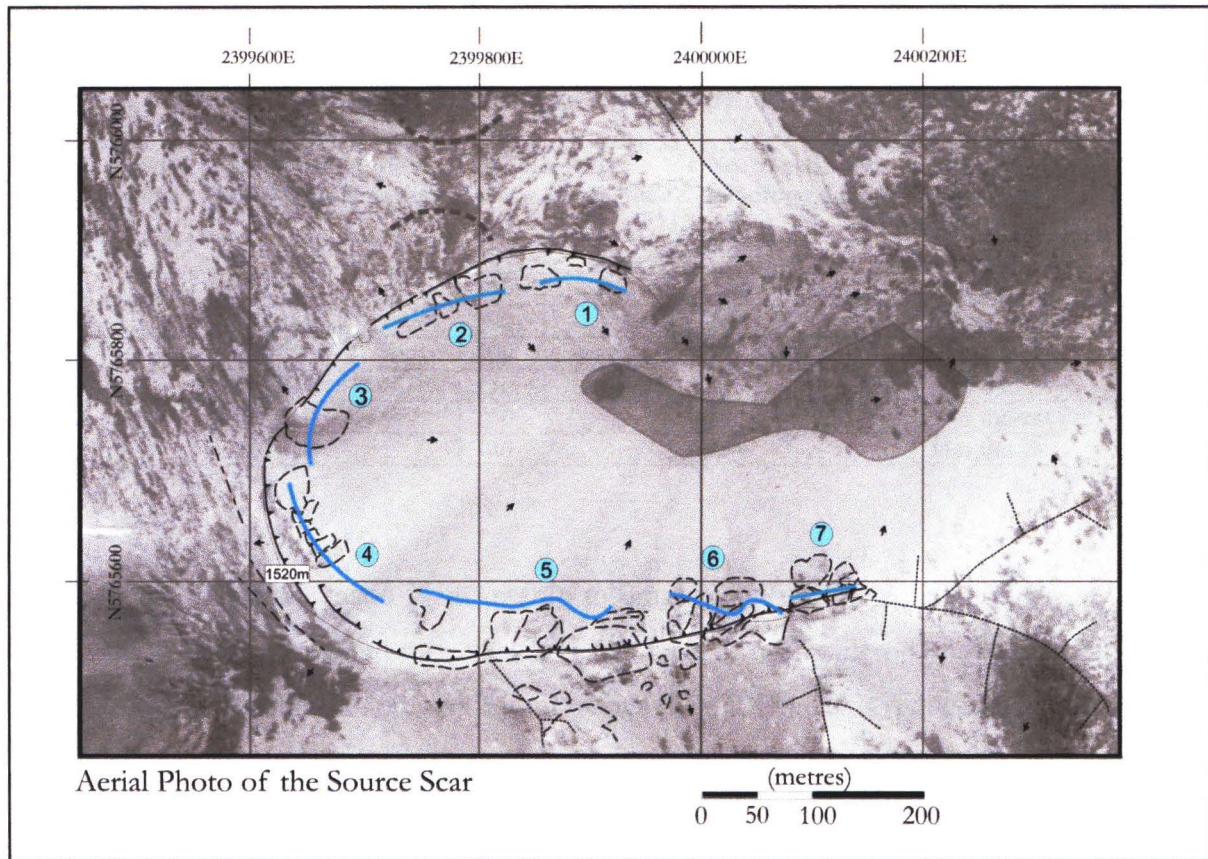 2399600E 2399800E 2400000E 2400200E
N5766000
1
2
N5765800
3
7
6
4
5
1520m
N5765600
Aerial Photo of the Source Scar
(metres)
0 50 100 200